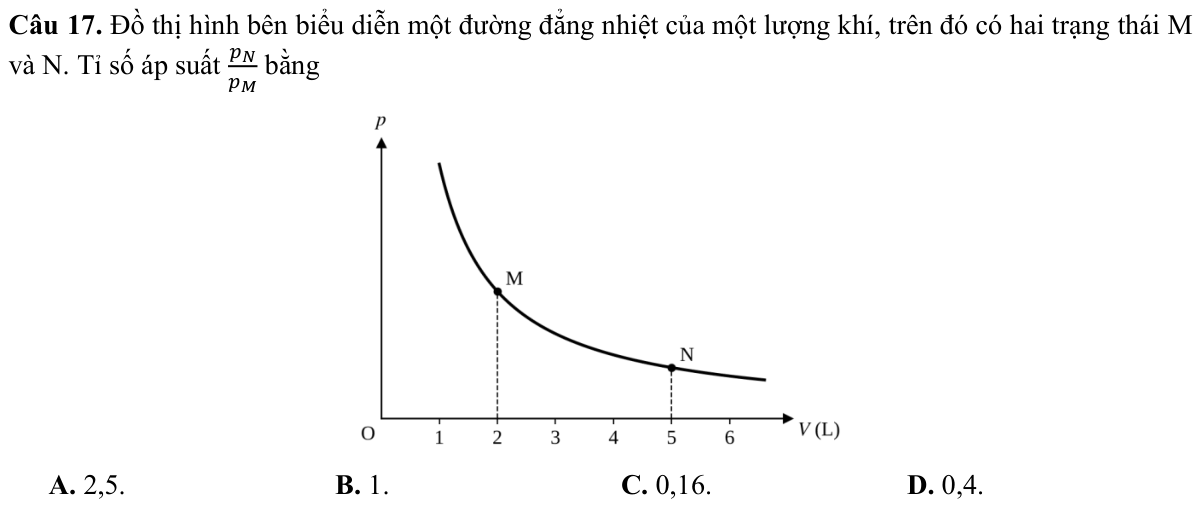 Câu 17. Đồ thị hình bên biểu diễn một đường đẳng nhiệt của một lượng khí, trên đó có hai trạng thái M
và N. Tỉ số áp suất \frac{p_N}{p_M} bằng
p
M
N
O 1 2 3 4 5 6 V (L)
A. 2,5. B. 1. C. 0,16. D. 0,4.